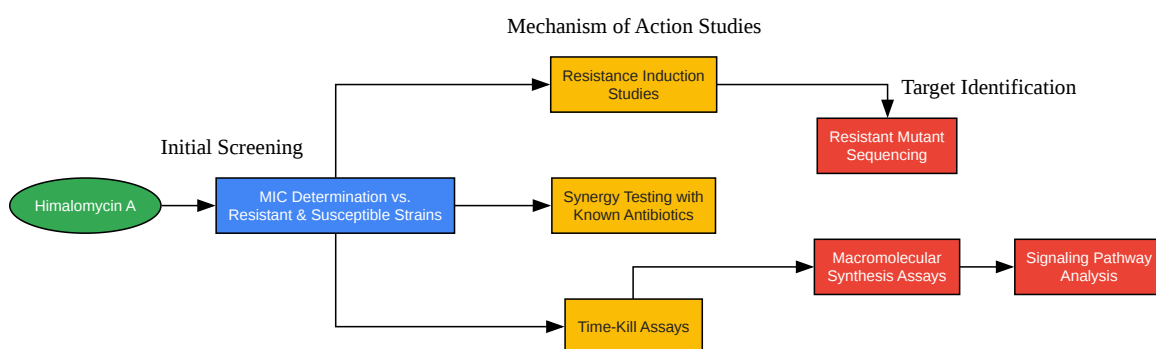 Mechanism of Action Studies
Resistance Induction
Studies
Target Identification
Resistant Mutant
Sequencing
Initial Screening
Himalomycin A
MIC Determination vs.
Resistant & Susceptible Strains
Synergy Testing with
Known Antibiotics
Macromolecular
Synthesis Assays
Signaling Pathway
Analysis
Time-Kill Assays